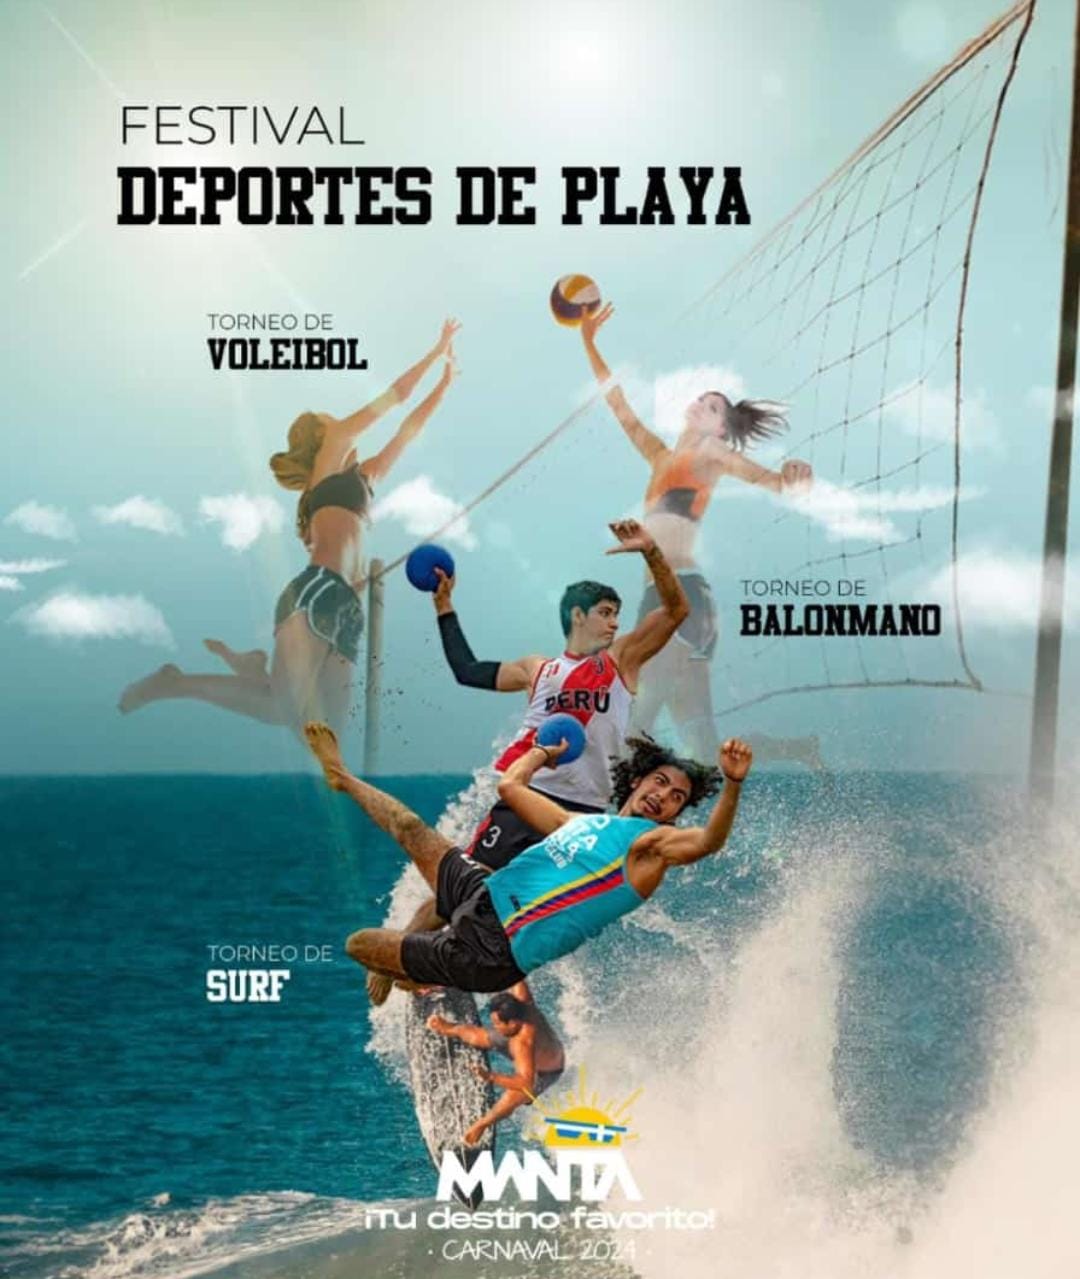 FESTIVAL
DEPORTES DE PLAYA
TORNEO DE
VOLEIBOL
TORNEO DE
BALONMANO
PERÚ
3
TORNEO DE
SURF
MANTA
¡Tu destino favorito!
· CARNAVAL 2024 ·